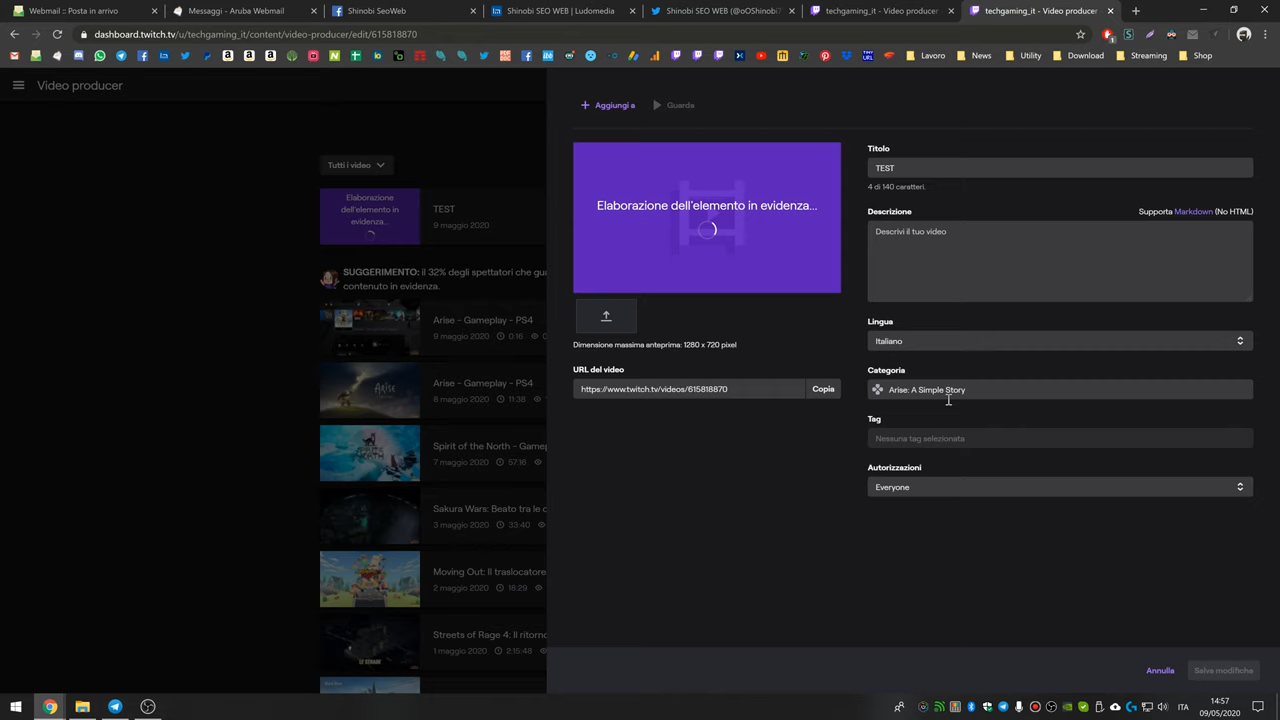 Webmail :: Posta in arrivo
Messaggi - Aruba Webmail
Shinobi SeoWeb
Shinobi SEO WEB | Ludomedia
Shinobi SEO WEB (@oOShinobi
techgaming_it - Video producer
techgaming_it - Video producer
dashboard.twitch.tv/u/techgaming_it/content/video-producer/edit/615818870
Lavoro
News
Utility
Download
Streaming
Shop
Video producer
Aggiungi a
Guarda
Tutti i video
Elaborazione
dell'elemento in
evidenza...
TEST
9 maggio 2020
SUGGERIMENTO: il 32% degli spettatori che gua
contenuto in evidenza.
Arise - Gameplay - PS4
9 maggio 2020 0:16
Arise - Gameplay - PS4
8 maggio 2020 11:38
Spirit of the North - Gamep
7 maggio 2020 57:16
Sakura Wars: Beato tra le d
3 maggio 2020 33:40
Moving Out: Il traslocatore
2 maggio 2020 18:29
Streets of Rage 4: Il ritorno
1 maggio 2020 2:15:48
Elaborazione dell'elemento in evidenza...
Dimensione massima anteprima: 1280 x 720 pixel
URL del video
https://www.twitch.tv/videos/615818870
Copia
Titolo
TEST
4 di 140 caratteri.
Descrizione
Supporta Markdown (No HTML)
Descrivi il tuo video
Lingua
Italiano
Categoria
Arise: A Simple Story
Tag
Nessuna tag selezionata
Autorizzazioni
Everyone
Annulla
Salve modifiche
ITA
14:57
09/05/2020